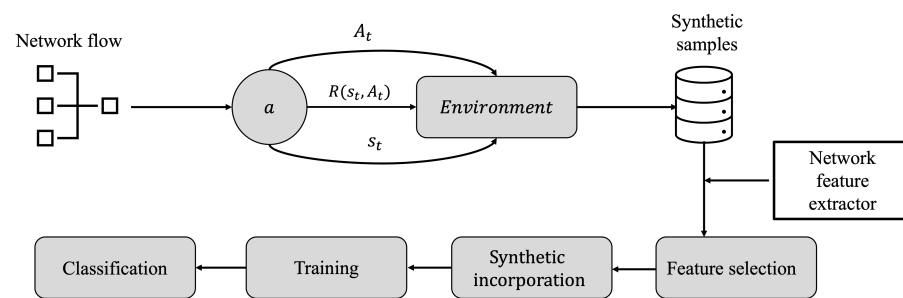 Network flow
a
A_t
R(s_t, A_t)
s_t
Environment
Synthetic
samples
Network
feature
extractor
Classification
Training
Synthetic
incorporation
Feature selection